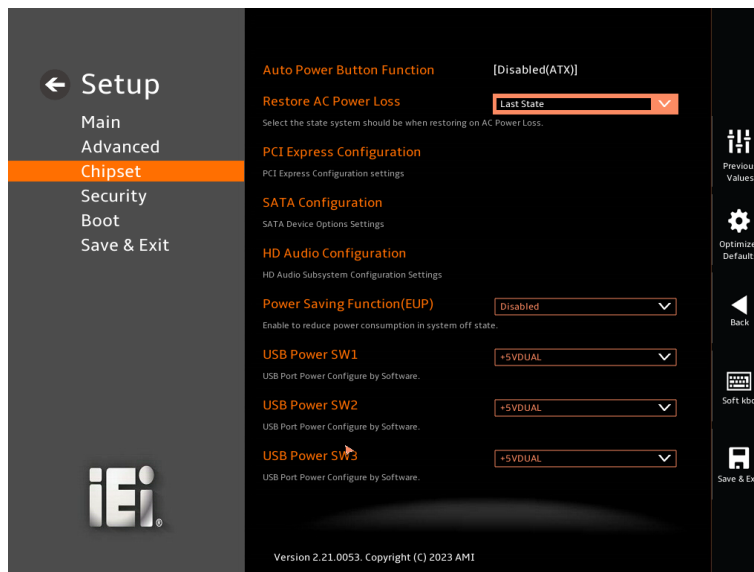 Setup
Main
Advanced
Chipset
Security
Boot
Save & Exit
iEi®
Auto Power Button Function [Disabled(ATX)]
Restore AC Power Loss Last State
Select the state system should be when restoring on AC Power Loss.
PCI Express Configuration
PCI Express Configuration settings
SATA Configuration
SATA Device Options Settings
HD Audio Configuration
HD Audio Subsystem Configuration Settings
Power Saving Function(EUP) Disabled
Enable to reduce power consumption in system off state.
USB Power SW1 +5VDUAL
USB Port Power Configure by Software.
USB Power SW2 +5VDUAL
USB Port Power Configure by Software.
USB Power SW3 +5VDUAL
USB Port Power Configure by Software.
Version 2.21.0053. Copyright (C) 2023 AMI
Previou
Values
Optimize
Default
Back
Soft kbd
Save & Ex